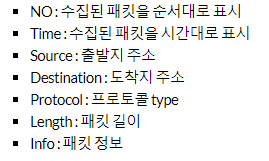 ▪ NO : 수집된 패킷을 순서대로 표시
▪ Time : 수집된 패킷을 시간대로 표시
▪ Source : 출발지 주소
▪ Destination : 도착지 주소
▪ Protocol : 프로토콜 type
▪ Length : 패킷 길이
▪ Info : 패킷 정보